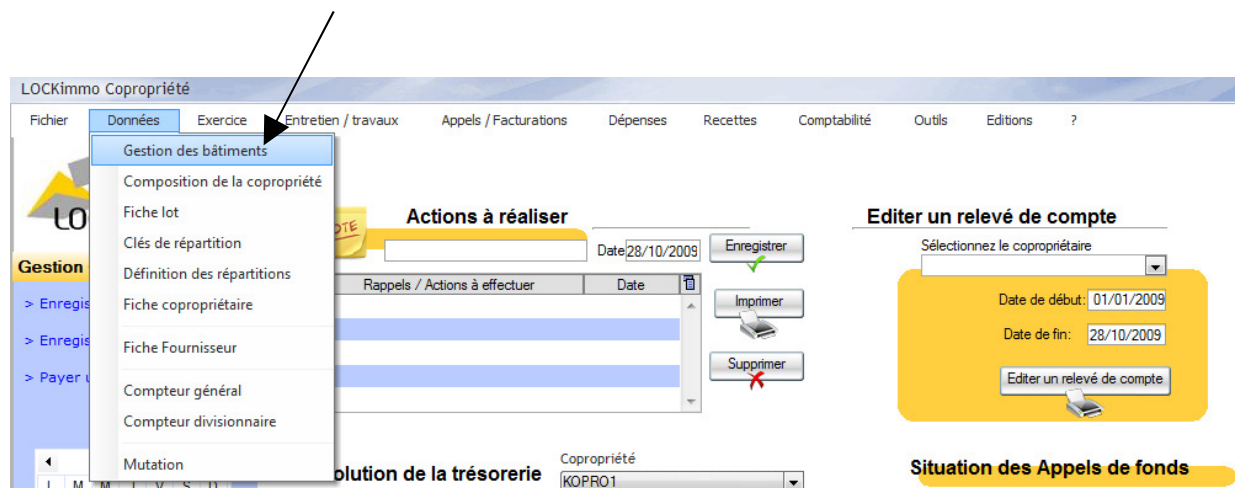 LOCKimmo Copropriété
Fichier Données Exercice Entretien / travaux Appels / Facturations Dépenses Recettes Comptabilité Outils Editions ?
Gestion des bâtiments
Composition de la copropriété
Fiche lot
Clés de répartition
Définition des répartitions
Fiche copropriétaire
Fiche Fournisseur
Compteur général
Compteur divisionnaire
Mutation
LO
Gestion
> Enregis
> Enregis
> Payer u
L M M J V S D
OTE
Actions à réaliser
Date 28/10/2009
Enregistrer
Rappels / Actions à effectuer Date
Imprimer
Supprimer
olution de la trésorerie
Copropriété
KOPRO1
Editer un relevé de compte
Sélectionnez le copropriétaire
Date de début: 01/01/2009
Date de fin: 28/10/2009
Editer un relevé de compte
Situation des Appels de fonds